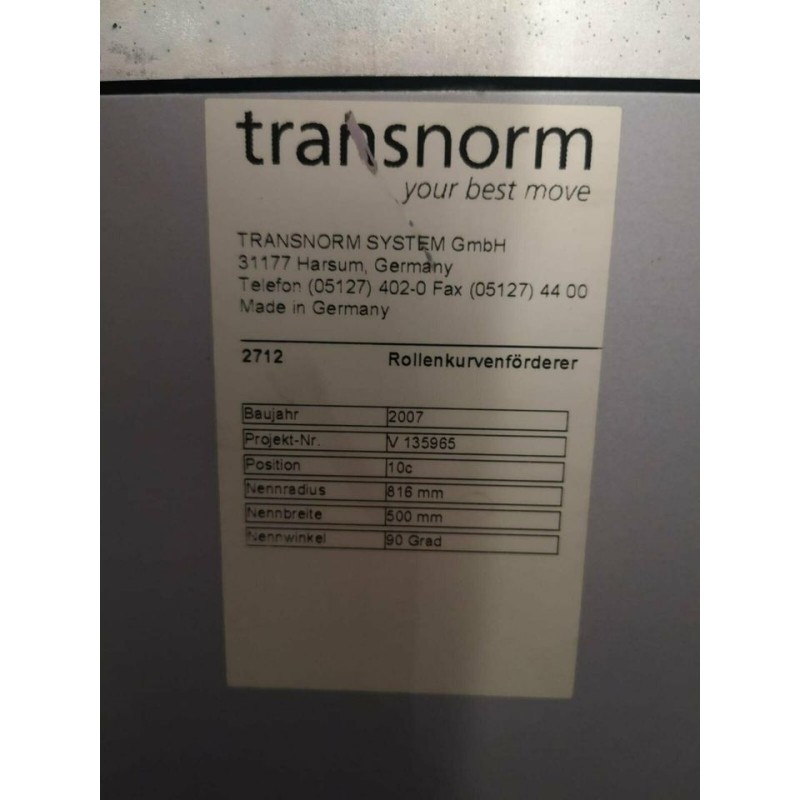 transnorm
your best move
TRANSNORM SYSTEM GmbH
31177 Harsum, Germany
Telefon (05127) 402-0 Fax (05127) 44 00
Made in Germany
2712 Rollenkurvenförderer
Baujahr 2007
Projekt-Nr. V 135965
Position 10c
Nennradius 816 mm
Nennbreite 500 mm
Nennwinkel 90 Grad